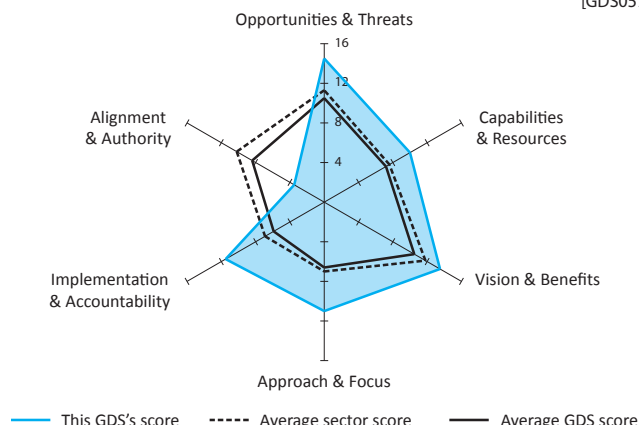 [GDS05
Opportunities & Threats
16
12
8
4
Alignment
& Authority
Capabilities
& Resources
Implementation
& Accountability
Vision & Benefits
Approach & Focus
This GDS's score
Average sector score
Average GDS score